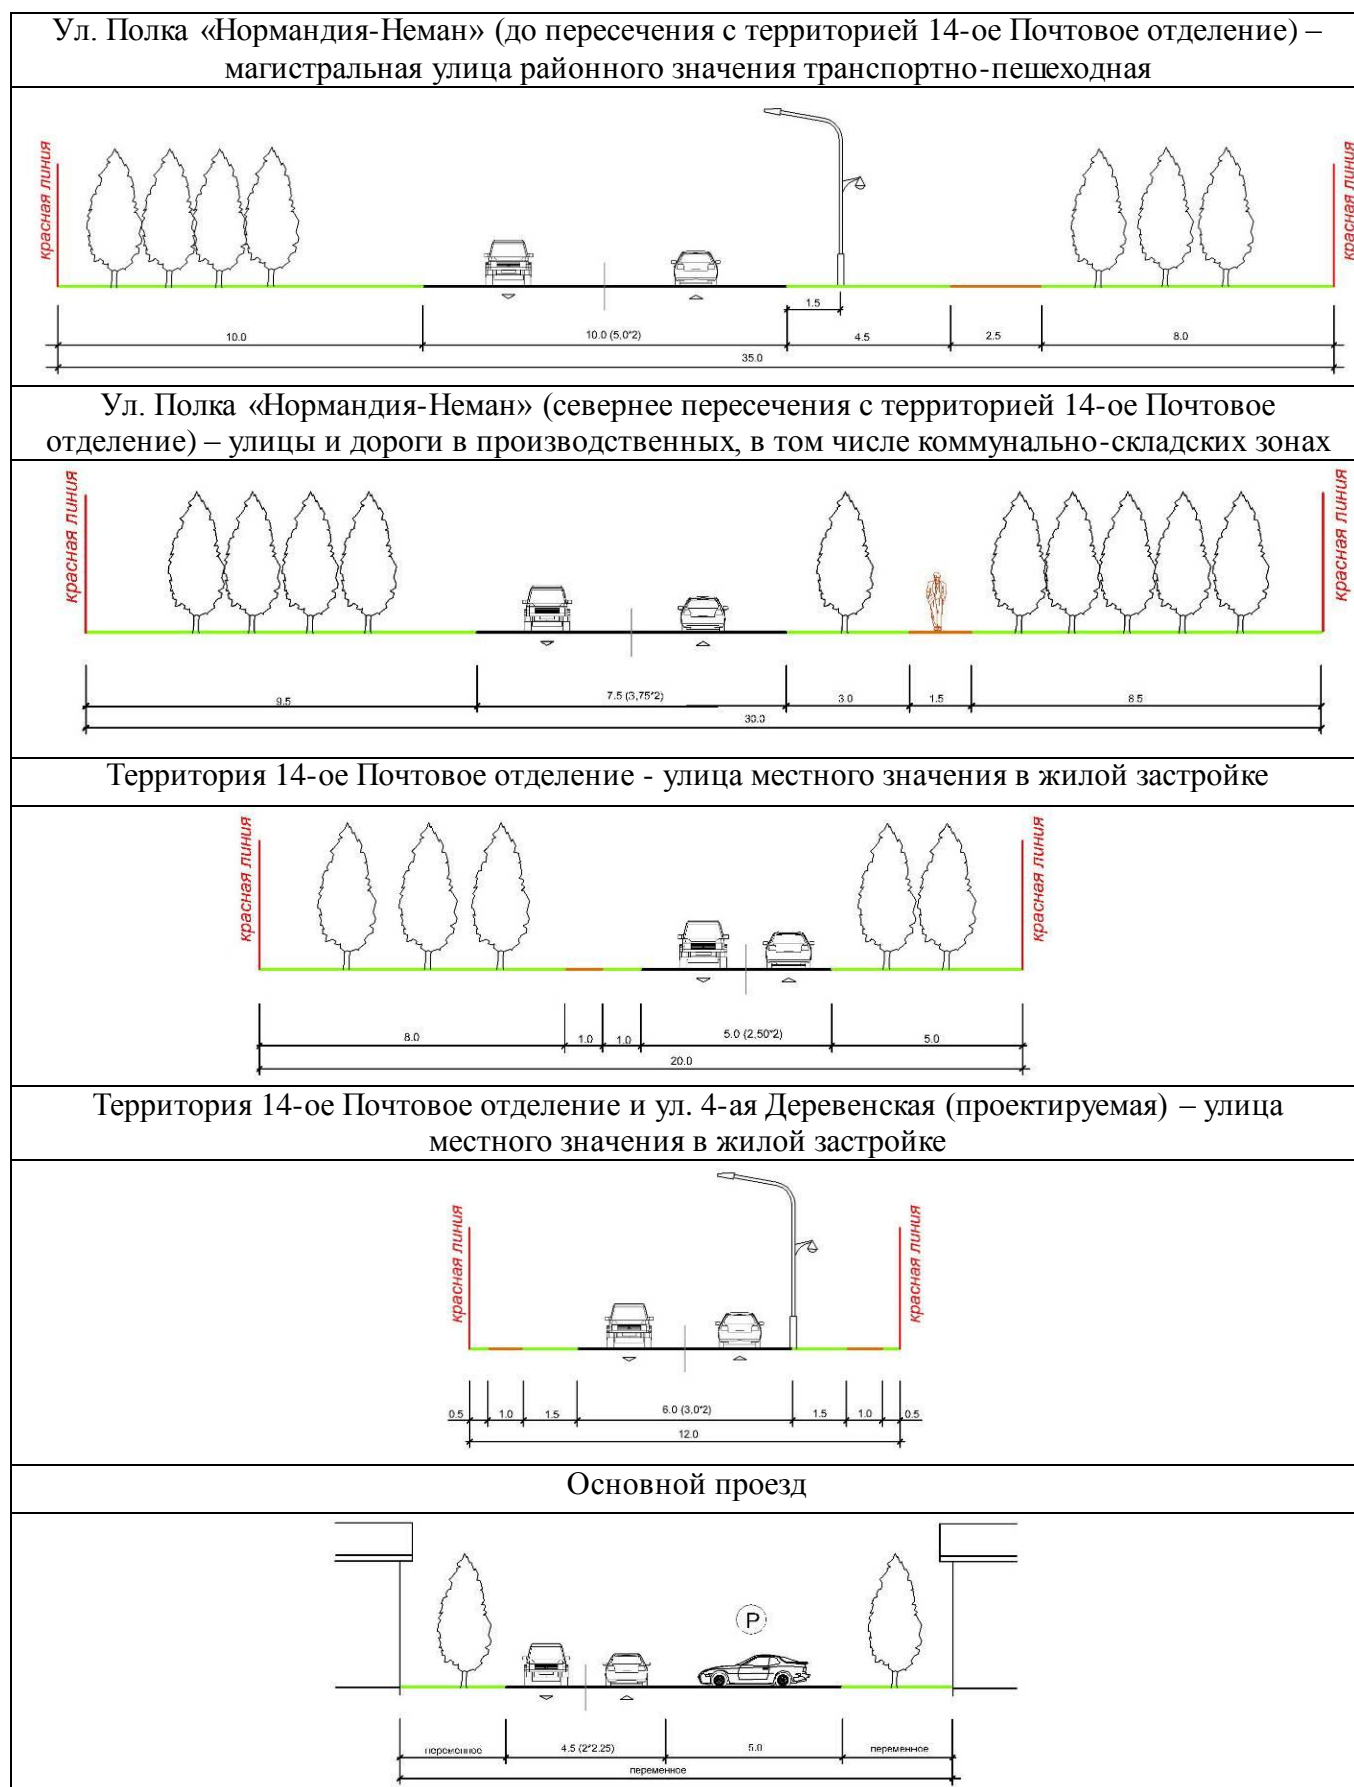 Ул. Полка «Нормандия-Неман» (до пересечения с территорией 14-ое Почтовое отделение) –
магистральная улица районного значения транспортно-пешеходная
красная линия
красная линия
1.5
10.0
10.0 (5,0*2)
4.5
2.5
8.0
35.0
Ул. Полка «Нормандия-Неман» (севернее пересечения с территорией 14-ое Почтовое
отделение) – улицы и дороги в производственных, в том числе коммунально-складских зонах
красная линия
красная линия
9.5
7.5 (3,75*2)
3.0
1.5
8.5
30.0
Территория 14-ое Почтовое отделение - улица местного значения в жилой застройке
красная линия
красная линия
8.0
1.0
1.0
5.0 (2,50*2)
5.0
20.0
Территория 14-ое Почтовое отделение и ул. 4-ая Деревенская (проектируемая) – улица
местного значения в жилой застройке
красная линия
красная линия
0.5
1.0
1.5
6.0 (3,0*2)
1.5
1.0
0.5
12.0
Основной проезд
P
переменное
4.5 (2*2.25)
5.0
переменное
переменное